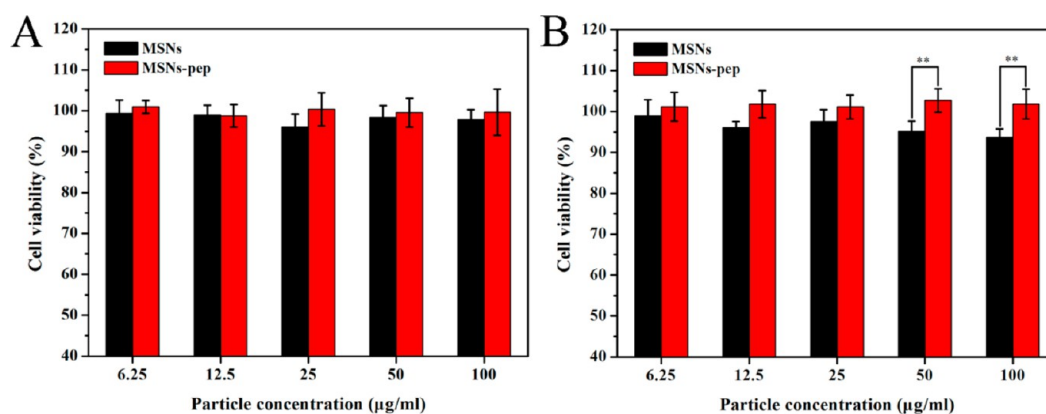 A
120
110
100
90
80
70
60
50
40
Cell viability (%)
MSNs
MSNs-pep
6.25 12.5 25 50 100
Particle concentration (µg/ml)
B
120
110
100
90
80
70
60
50
40
Cell viability (%)
MSNs
MSNs-pep
** **
6.25 12.5 25 50 100
Particle concentration (µg/ml)